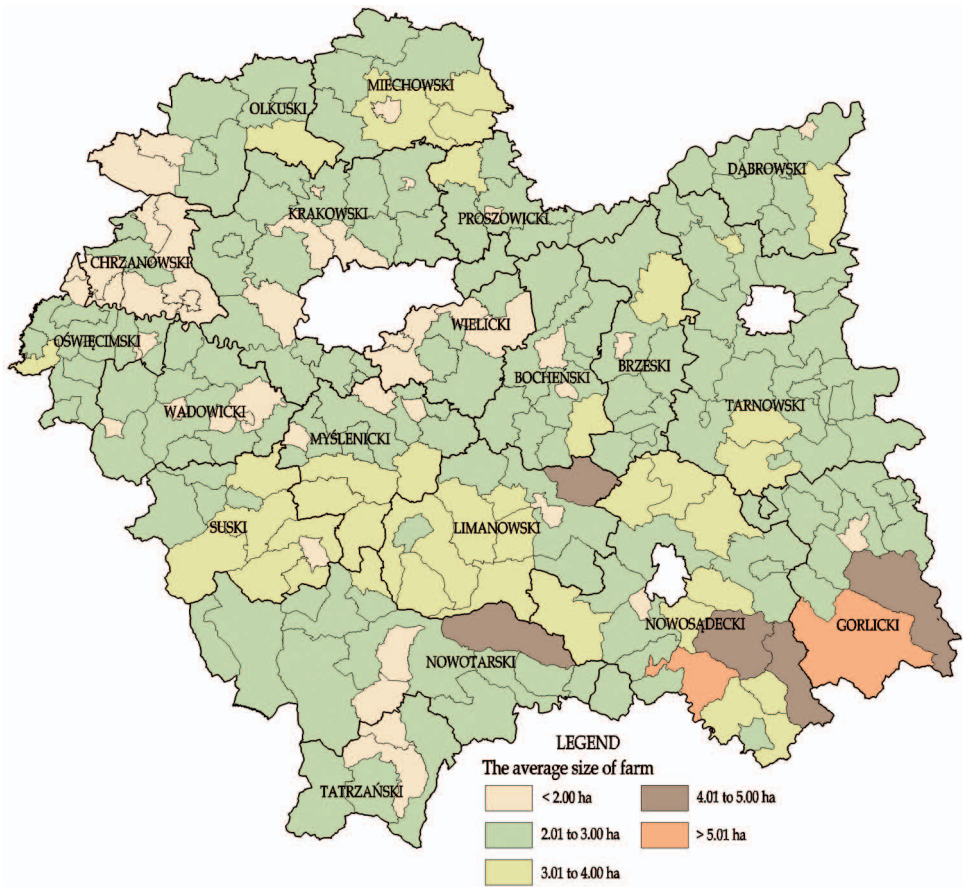 MIECHOWSKI
OLKUSKI
DĄBROWSKI
KRAKOWSKI
PROSZOWICKI
CHRZANOWSKI
WIELICKI
OŚWIĘCIMSKI
BRZESKI
BOCHEŃSKI
WADOWICKI
TARNOWSKI
MYŚLENICKI
SUSKI
LIMANOWSKI
NOWOSĄDECKI
GORLICKI
NOWOTARSKI
TATRZAŃSKI
LEGEND
The average size of farm
< 2.00 ha
4.01 to 5.00 ha
2.01 to 3.00 ha
> 5.01 ha
3.01 to 4.00 ha